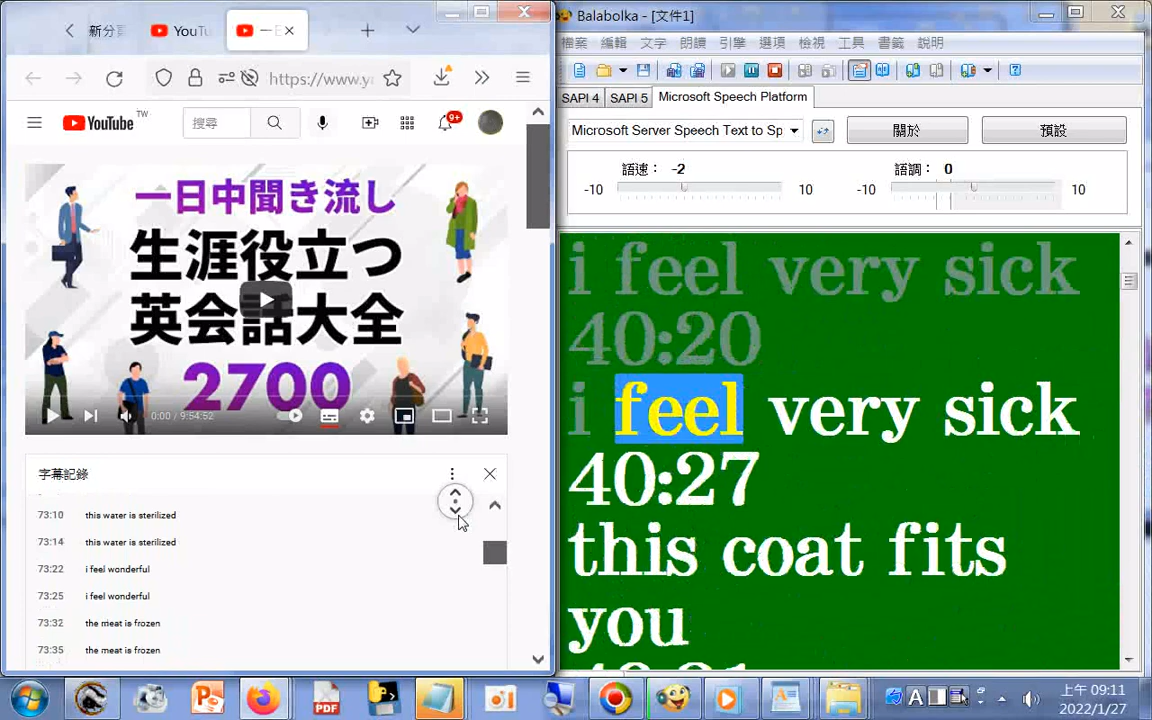 新分
YouTu
一E
https://www.y
YouTube TW
搜尋
9+
一日中聞き流し
生涯役立つ
英会話大全
2700
0:00 / 9:54:52
字幕記錄
73:10 this water is sterilized
73:14 this water is sterilized
73:22 i feel wonderful
73:25 i feel wonderful
73:32 the meat is frozen
73:35 the meat is frozen
Balabolka - [文件1]
檔案 編輯 文字 朗讀 引擎 選項 檢視 工具 書籤 說明
SAPI 4 SAPI 5 Microsoft Speech Platform
Microsoft Server Speech Text to Sp
關於
預設
語速： -2
-10 10
語調： 0
-10 10
i feel very sick
40:20
i feel very sick
40:27
this coat fits
you
PDF
A
上午 09:11
2022/1/27